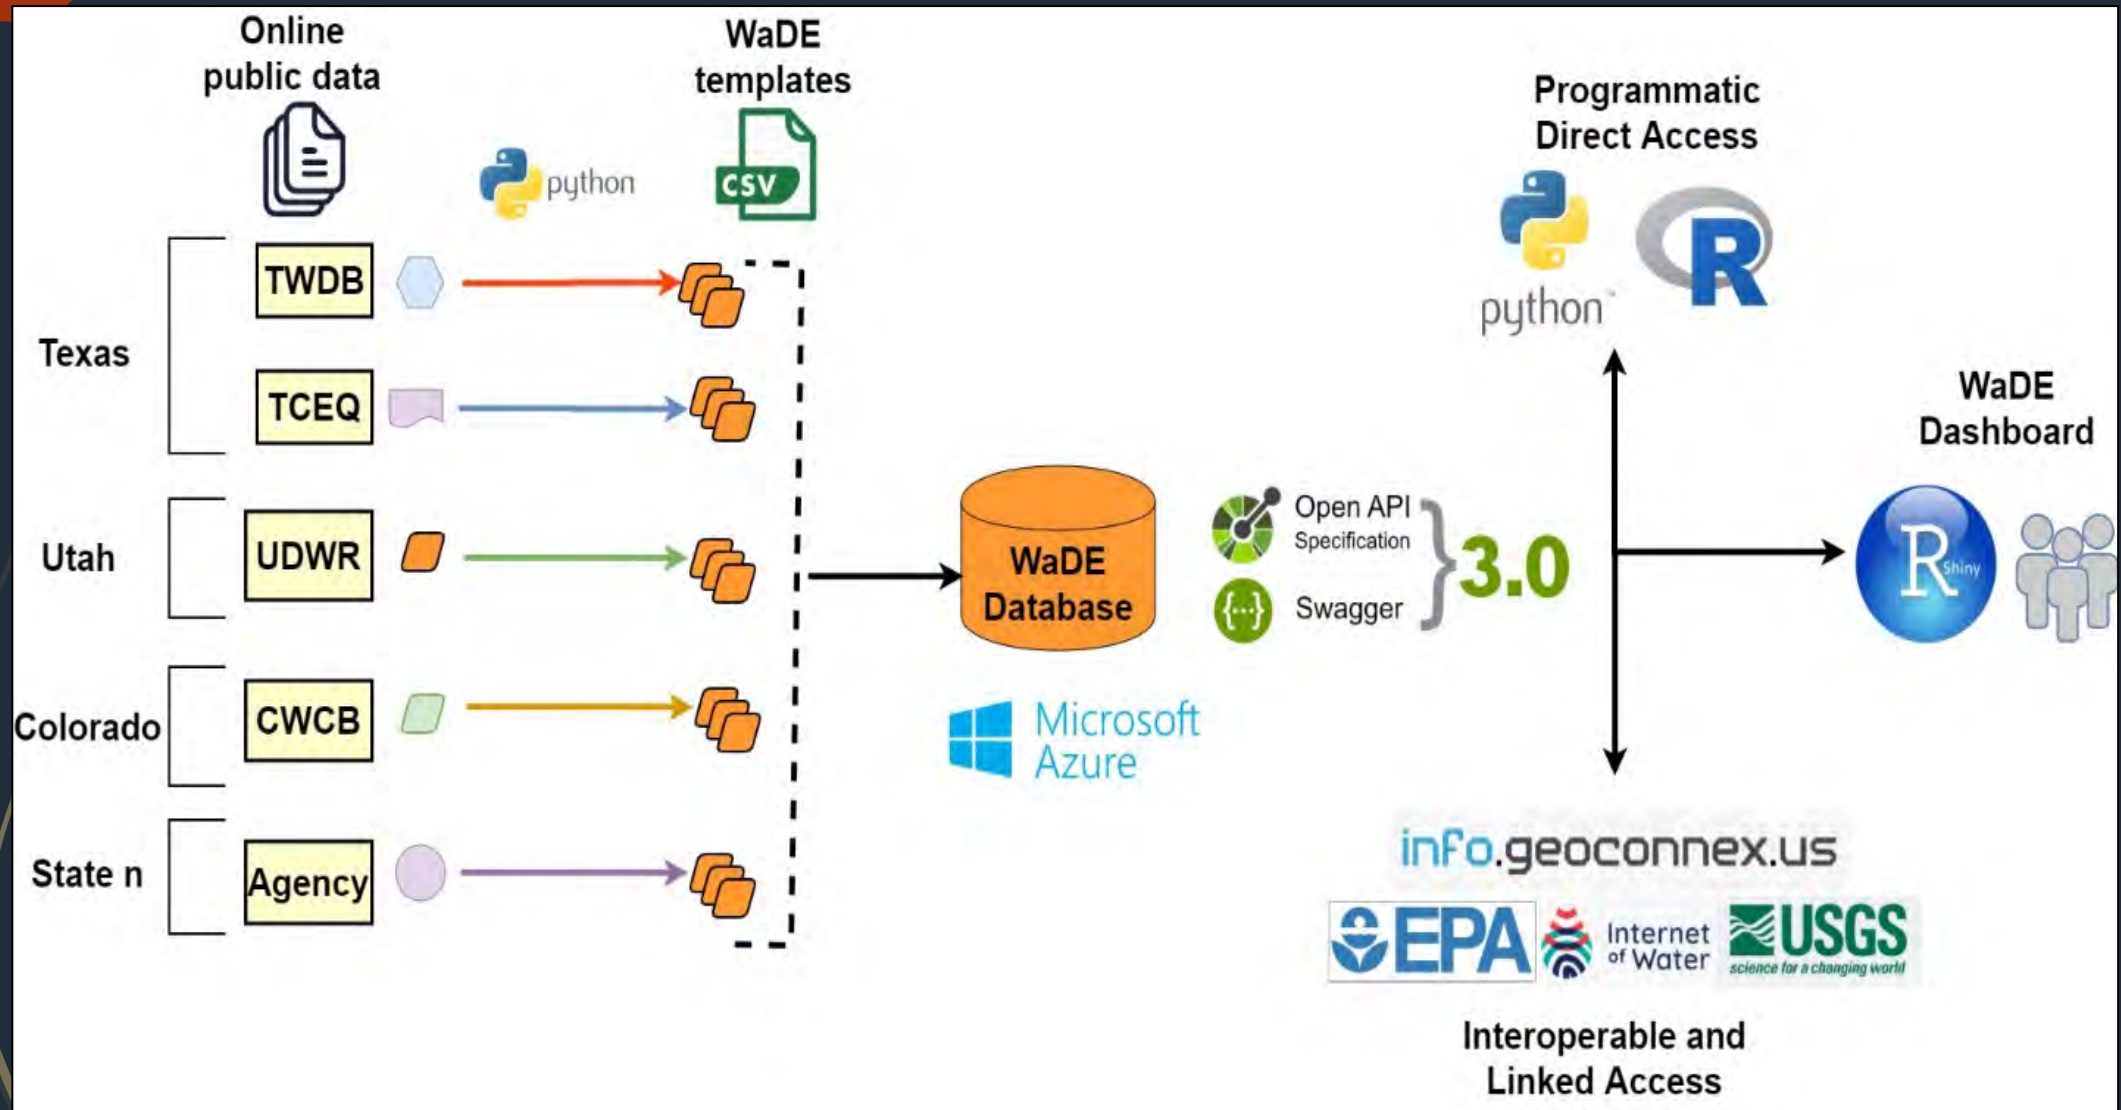 Online
public data
WaDE
templates
python
CSV
Texas
TWDB
TCEQ
Utah
UDWR
Colorado
CWCB
State n
Agency
WaDE
Database
Microsoft
Azure
Open API
Specification
{···}
Swagger
3.0
Programmatic
Direct Access
python™
R
WaDE
Dashboard
R Shiny
info.geoconnex.us
EPA
Internet
of Water
USGS
science for a changing world
Interoperable and
Linked Access